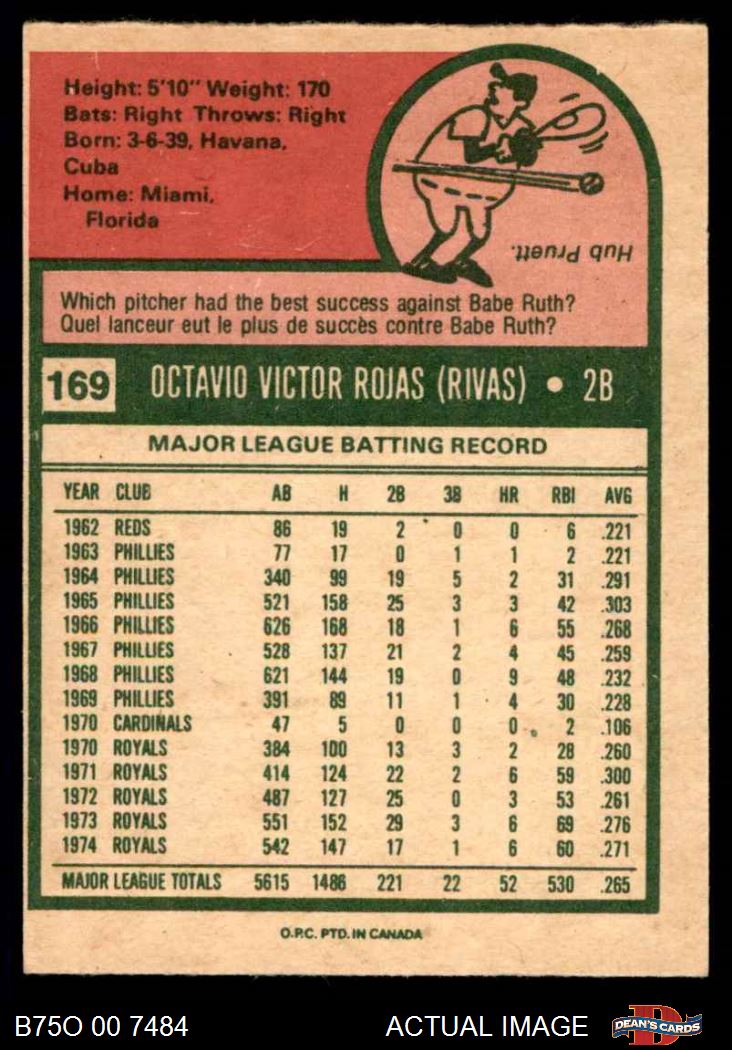 Height: 5'10" Weight: 170
Bats: Right Throws: Right
Born: 3-6-39, Havana,
Cuba
Home: Miami,
Florida
Hub Pruett.
Which pitcher had the best success against Babe Ruth?
Quel lanceur eut le plus de succès contre Babe Ruth?
169 OCTAVIO VICTOR ROJAS (RIVAS) • 2B
MAJOR LEAGUE BATTING RECORD
YEAR CLUB AB H 2B 3B HR RBI AVG
1962 REDS 86 19 2 0 0 6 .221
1963 PHILLIES 77 17 0 1 1 2 .221
1964 PHILLIES 340 99 19 5 2 31 .291
1965 PHILLIES 521 158 25 3 3 42 .303
1966 PHILLIES 626 168 18 1 6 55 .268
1967 PHILLIES 528 137 21 2 4 45 .259
1968 PHILLIES 621 144 19 0 9 48 .232
1969 PHILLIES 391 89 11 1 4 30 .228
1970 CARDINALS 47 5 0 0 0 2 .106
1970 ROYALS 384 100 13 3 2 28 .260
1971 ROYALS 414 124 22 2 6 59 .300
1972 ROYALS 487 127 25 0 3 53 .261
1973 ROYALS 551 152 29 3 6 69 .276
1974 ROYALS 542 147 17 1 6 60 .271
MAJOR LEAGUE TOTALS 5615 1486 221 22 52 530 .265
O.P.C. PTD. IN CANADA
B75O 00 7484 ACTUAL IMAGE DEAN'S CARDS